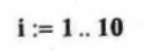 i := 1 .. 10